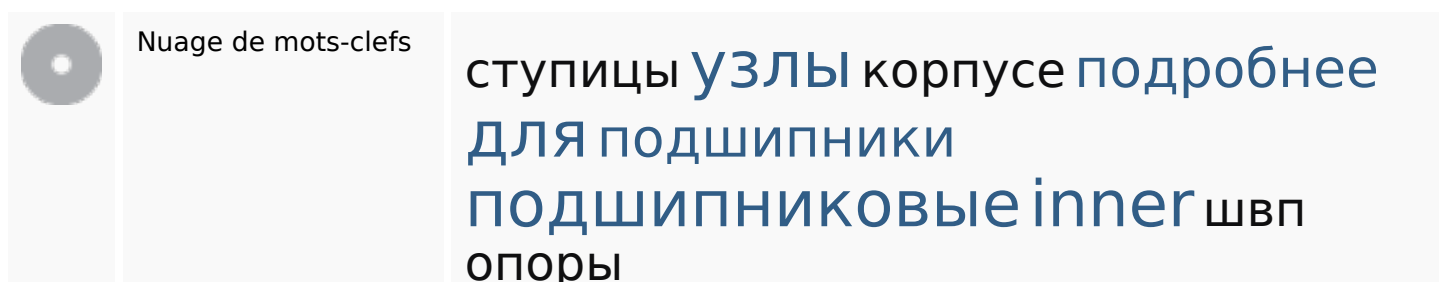 Nuage de mots-clefs
ступицы узлы корпусе подробнее
для подшипники
подшипниковые inner швп
опоры